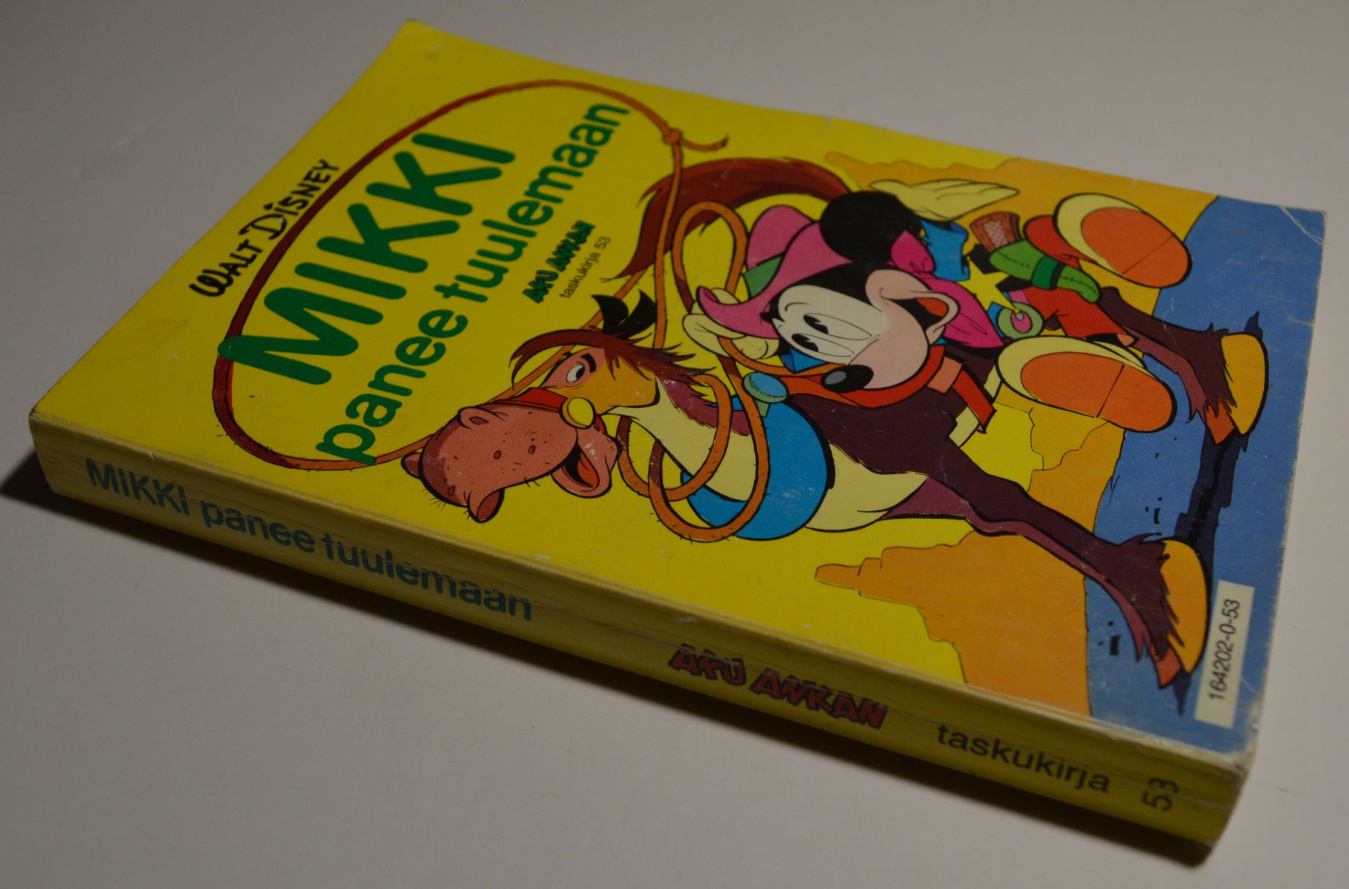 WALT DISNEY
MIKKI
panee tuulemaan
AKU ANKAN
taskukirja 53
164202-0-53
MIKKI panee tuulemaan AKU ANKAN taskukirja 53